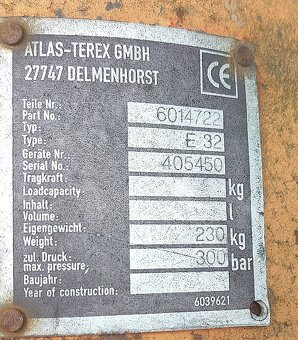 ATLAS-TEREX GMBH
27747 DELMENHORST
CE
Teile Nr.:
Part No.: 6014722
Typ:
Type: E 32
Geräte Nr.:
Serial No.: 405450
Tragkraft:
Loadcapacity: kg
Inhalt:
Volume: l
Eigengewicht:
Weight: 230 kg
zul. Druck:
max. pressure: 300 bar
Baujahr:
Year of construction:
6039621